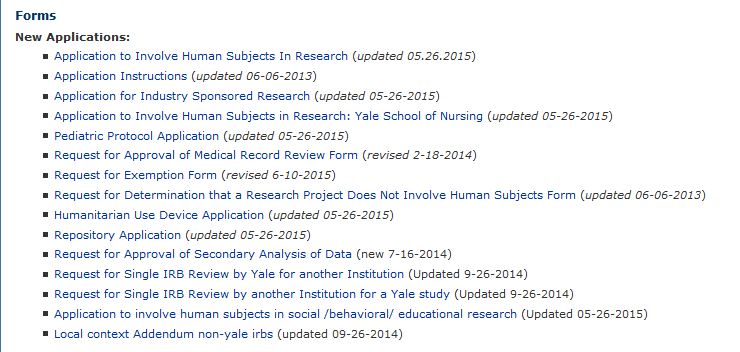 Forms
New Applications:
Application to Involve Human Subjects In Research (updated 05.26.2015)
Application Instructions (updated 06-06-2013)
Application for Industry Sponsored Research (updated 05-26-2015)
Application to Involve Human Subjects in Research: Yale School of Nursing (updated 05-26-2015)
Pediatric Protocol Application (updated 05-26-2015)
Request for Approval of Medical Record Review Form (revised 2-18-2014)
Request for Exemption Form (revised 6-10-2015)
Request for Determination that a Research Project Does Not Involve Human Subjects Form (updated 06-06-2013)
Humanitarian Use Device Application (updated 05-26-2015)
Repository Application (updated 05-26-2015)
Request for Approval of Secondary Analysis of Data (new 7-16-2014)
Request for Single IRB Review by Yale for another Institution (Updated 9-26-2014)
Request for Single IRB Review by another Institution for a Yale study (Updated 9-26-2014)
Application to involve human subjects in social /behavioral/ educational research (Updated 05-26-2015)
Local context Addendum non-yale irbs (updated 09-26-2014)